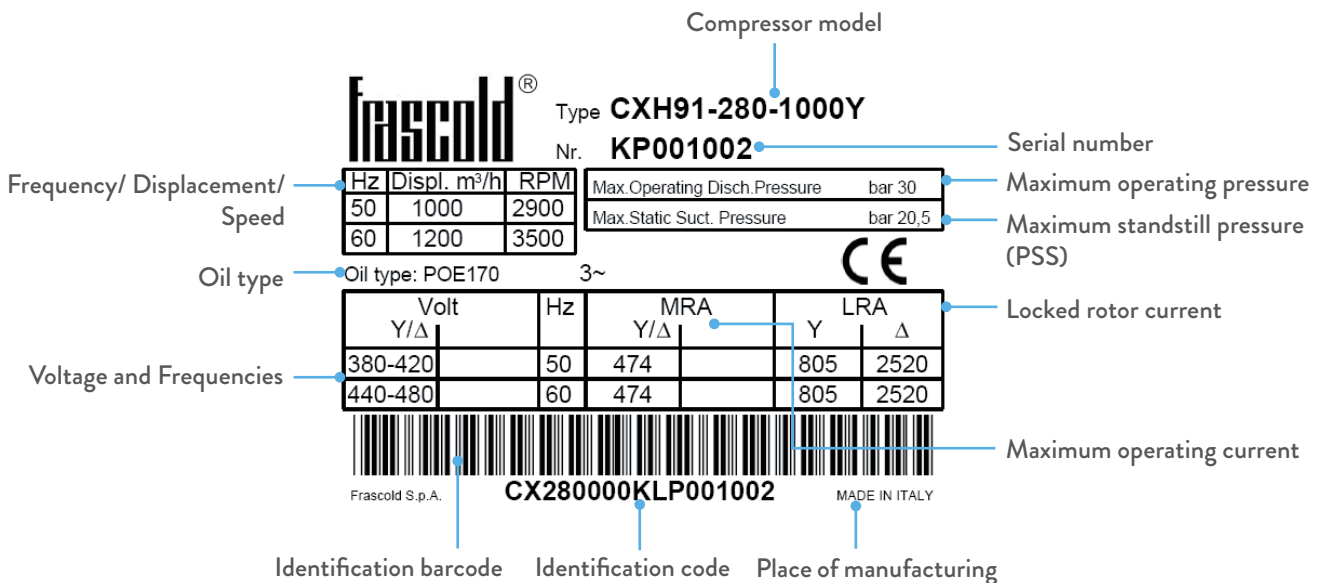 Compressor model
frascold®
Type CXH91-280-1000Y
Nr. KP001002
Serial number
Frequency/ Displacement/
Speed
Hz Displ. m³/h RPM
50 1000 2900
60 1200 3500
Max.Operating Disch.Pressure bar 30
Max.Static Suct. Pressure bar 20,5
Maximum operating pressure
Maximum standstill pressure
(PSS)
CE
Oil type
Oil type: POE170 3~
Volt Hz MRA LRA
Y/Δ Y/Δ Y Δ
380-420 50 474 805 2520
440-480 60 474 805 2520
Locked rotor current
Voltage and Frequencies
Maximum operating current
Frascold S.p.A. CX280000KLP001002 MADE IN ITALY
Identification barcode Identification code Place of manufacturing